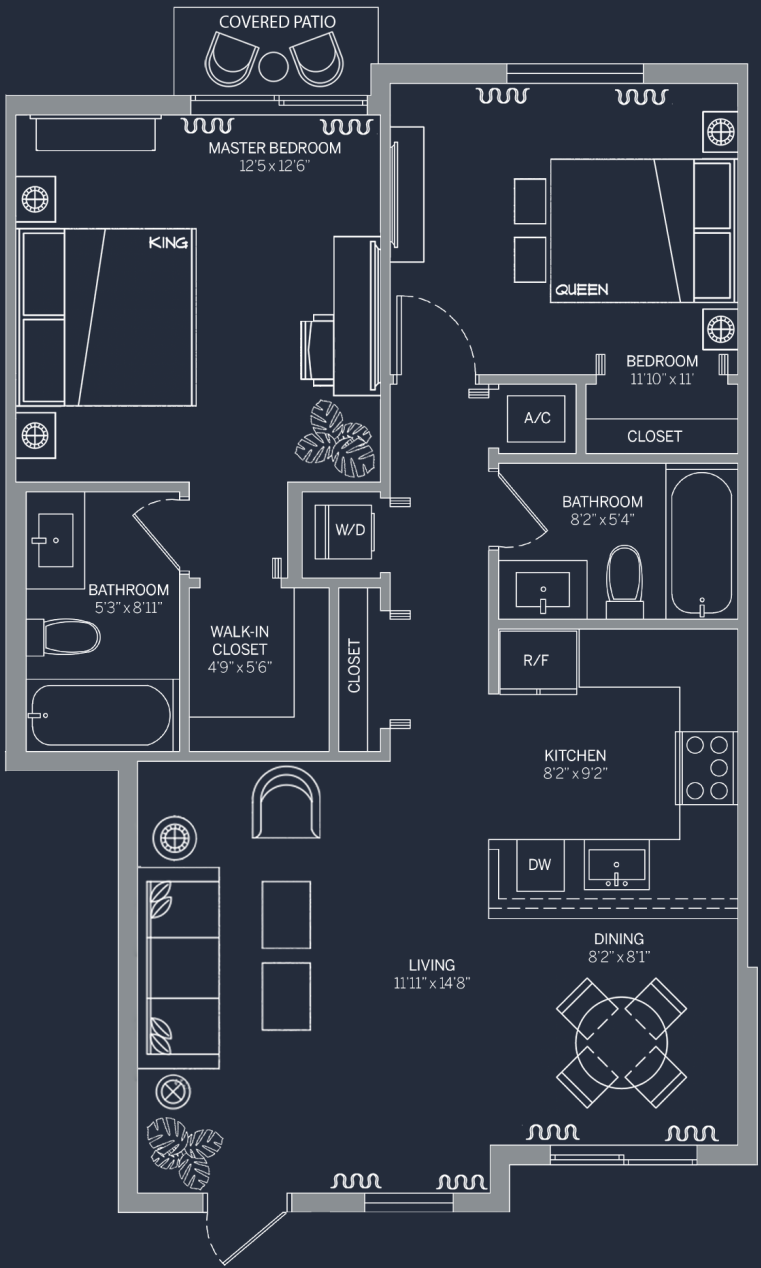 COVERED PATIO
MASTER BEDROOM
12'5 x 12'6"
KING
QUEEN
BEDROOM
11'10" x 11'
A/C
CLOSET
BATHROOM
8'2" x 5'4"
W/D
BATHROOM
5'3" x 8'11"
WALK-IN
CLOSET
4'9" x 5'6"
CLOSET
R/F
KITCHEN
8'2" x 9'2"
DW
DINING
8'2" x 8'1"
LIVING
11'11" x 14'8"